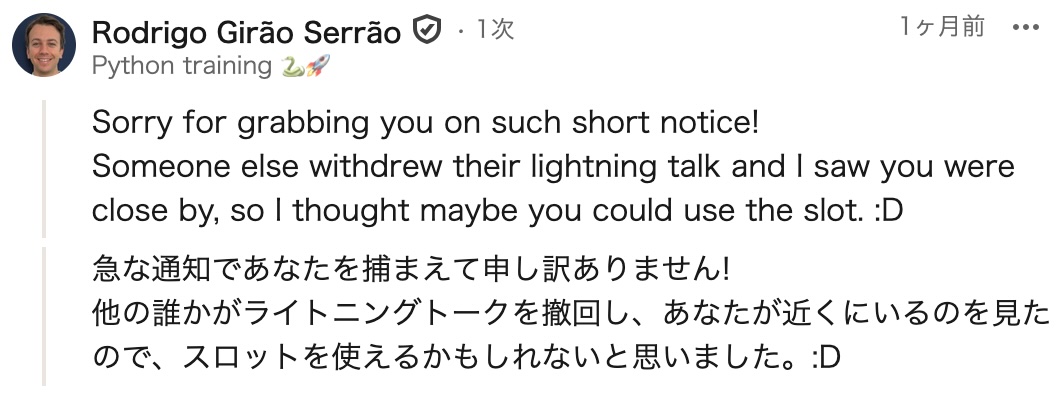 Rodrigo Girão Serrão · 1次 1ヶ月前 •••
Python training 🐍🚀
Sorry for grabbing you on such short notice!
Someone else withdrew their lightning talk and I saw you were
close by, so I thought maybe you could use the slot. :D
急な通知であなたを捕まえて申し訳ありません!
他の誰かがライトニングトークを撤回し、あなたが近くにいるのを見た
ので、スロットを使えるかもしれないと思いました。:D